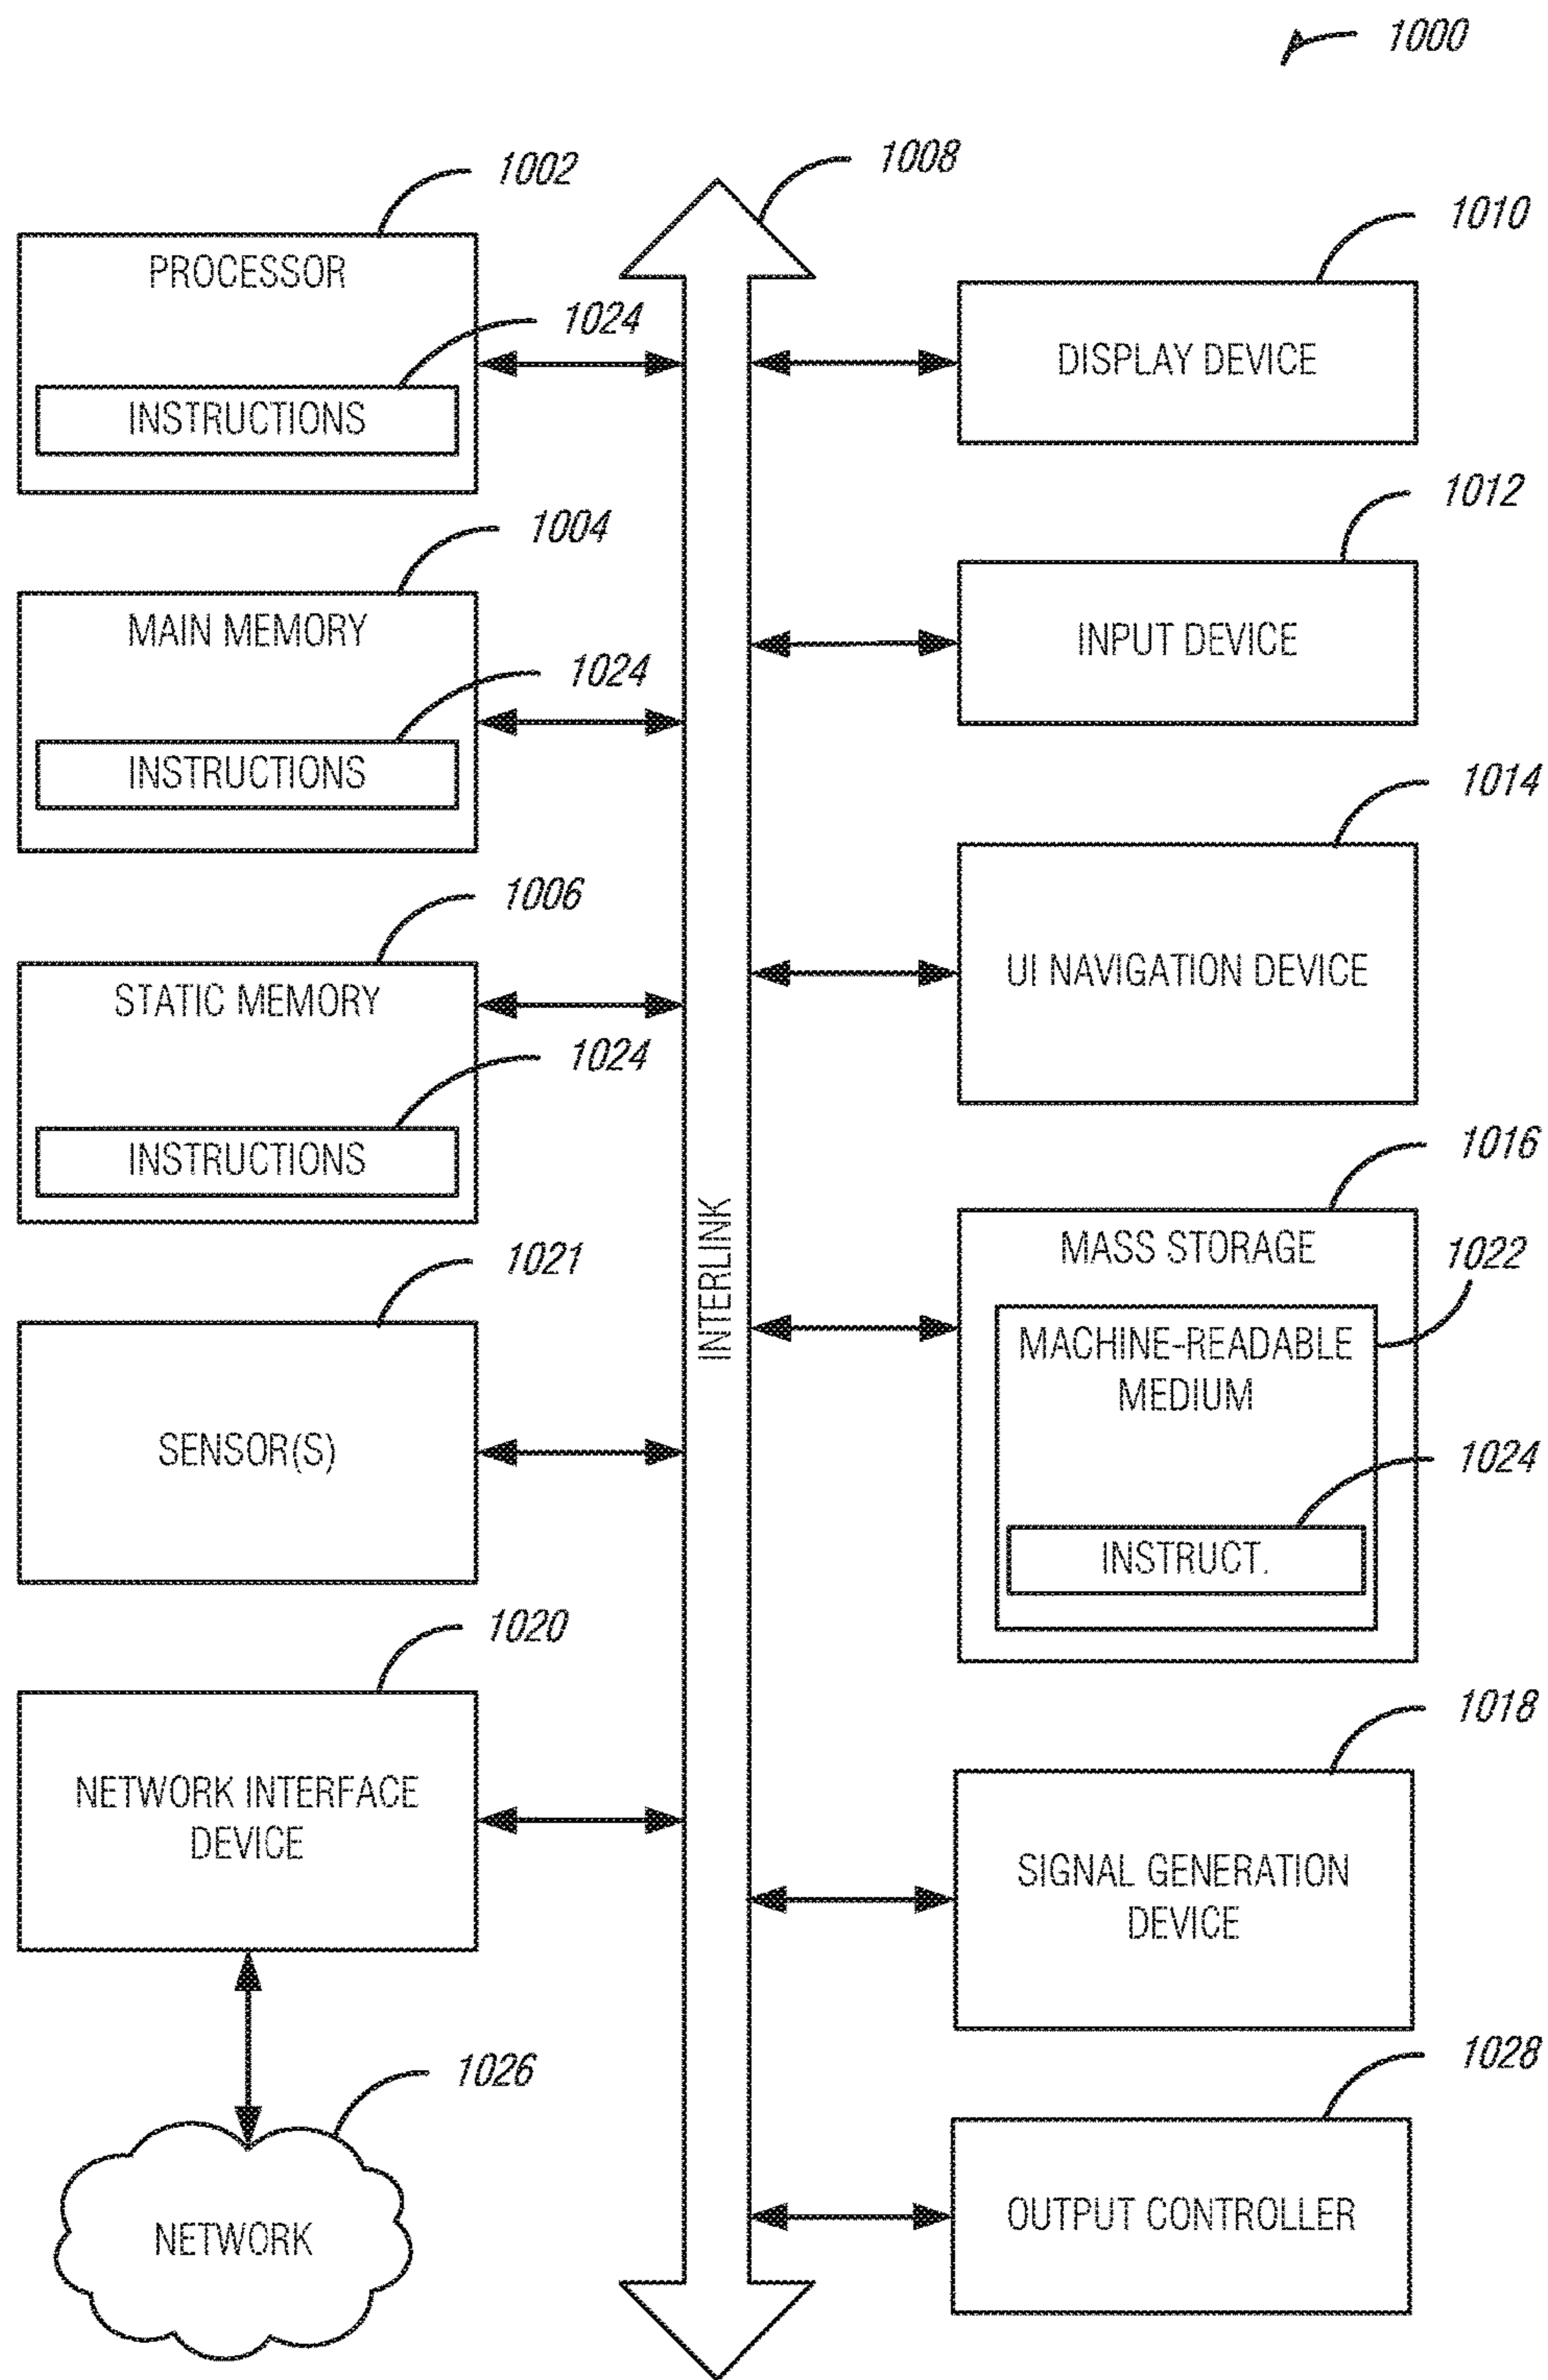 1000
1002
PROCESSOR
1024
INSTRUCTIONS
1004
MAIN MEMORY
1024
INSTRUCTIONS
1006
STATIC MEMORY
1024
INSTRUCTIONS
1021
SENSOR(S)
1020
NETWORK INTERFACE
DEVICE
1026
NETWORK
1008
INTERLINK
1010
DISPLAY DEVICE
1012
INPUT DEVICE
1014
UI NAVIGATION DEVICE
1016
MASS STORAGE
1022
MACHINE-READABLE
MEDIUM
1024
INSTRUCT.
1018
SIGNAL GENERATION
DEVICE
1028
OUTPUT CONTROLLER